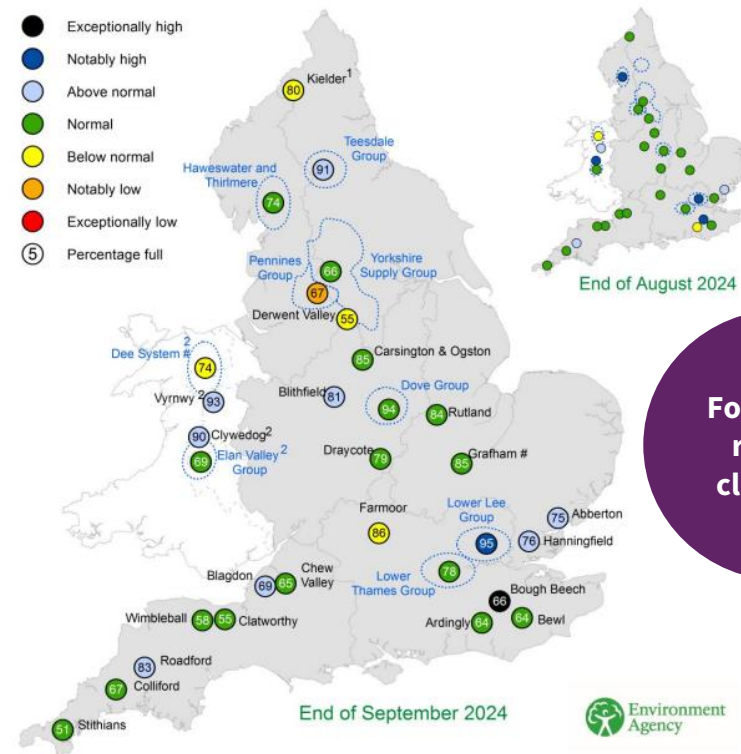 Exceptionally high
Notably high
Above normal
Normal
Below normal
Notably low
Exceptionally low
5 Percentage full
Kielder1
80
Teesdale
Group
91
Haweswater and
Thirlmere
74
Pennines
Group
Yorkshire
Supply Group
66
67
Derwent Valley
55
Dee System #2
74
Carsington & Ogston
85
Vyrnwy2
93
Blithfield
81
Dove Group
94
84
Rutland
Clywedog2
90
Elan Valley2
Group
69
Draycote
79
Grafham #
85
Farmoor
86
Lower Lee
Group
95
75
Abberton
76
Hanningfield
Lower
Thames Group
78
Blagdon
69
65
Chew
Valley
Bough Beech
66
Ardingly
64
64
Bewl
Wimbleball
58
55
Clatworthy
83
Roadford
67
Colliford
51
Stithians
End of September 2024
End of August 2024
Fo
cl
Environment
Agency